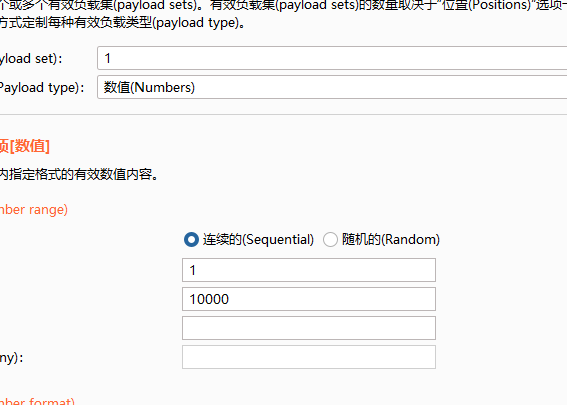 个或多个有效负载集(payload sets)。有效负载集(payload sets)的数量取决于"位置(Positions)"选项
方式定制每种有效负载类型(payload type)。
yload set): 1
Payload type): 数值(Numbers)
项[数值]
内指定格式的有效数值内容。
nber range)
连续的(Sequential) 随机的(Random)
1
10000
ny):
nber format)